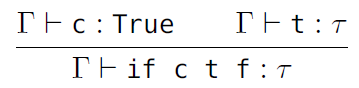 Γ ⊢ c : True    Γ ⊢ t : τ
Γ ⊢ if c t f : τ